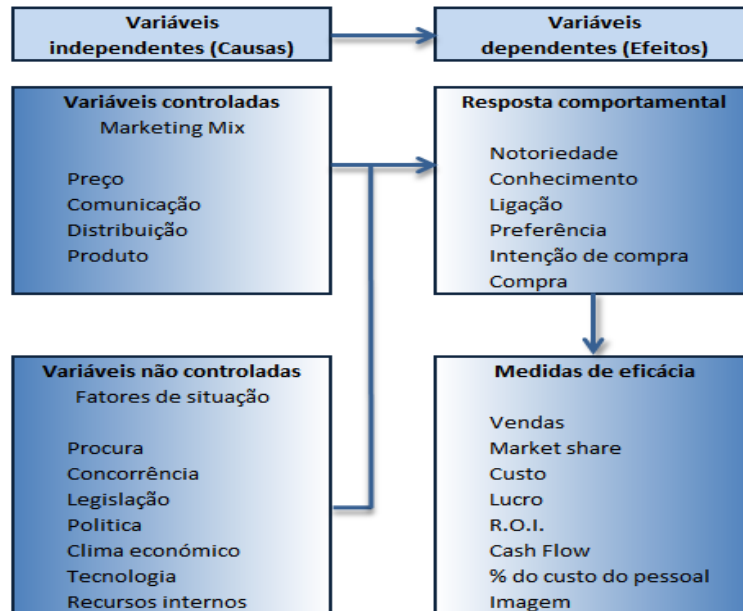 Variáveis
independentes (Causas)
Variáveis
dependentes (Efeitos)
Variáveis controladas
Marketing Mix
Preço
Comunicação
Distribuição
Produto
Resposta comportamental
Notoriedade
Conhecimento
Ligação
Preferência
Intenção de compra
Compra
Variáveis não controladas
Fatores de situação
Procura
Concorrência
Legislação
Politica
Clima económico
Tecnologia
Recursos internos
Medidas de eficácia
Vendas
Market share
Custo
Lucro
R.O.I.
Cash Flow
% do custo do pessoal
Imagem